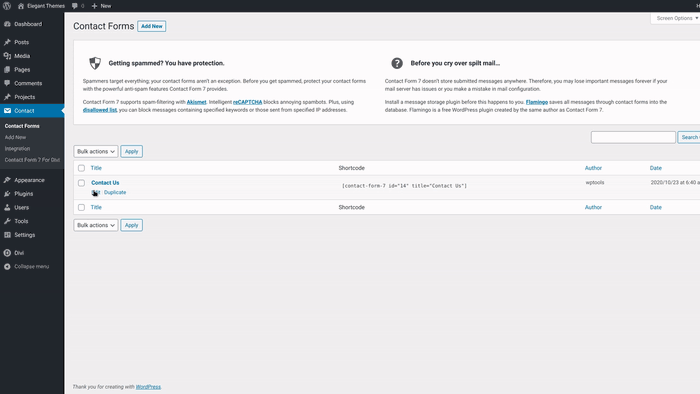 Elegant Themes 0 + New
Screen Options
Dashboard
Posts
Media
Pages
Comments
Projects
Contact
Contact Forms
Add New
Integration
Contact Form 7 For Divi
Appearance
Plugins
Users
Tools
Settings
Divi
Collapse menu
Contact Forms Add New
Getting spammed? You have protection.
Spammers target everything; your contact forms aren't an exception. Before you get spammed, protect your contact forms
with the powerful anti-spam features Contact Form 7 provides.
Contact Form 7 supports spam-filtering with Akismet. Intelligent reCAPTCHA blocks annoying spambots. Plus, using
disallowed list, you can block messages containing specified keywords or those sent from specified IP addresses.
Before you cry over spilt mail...
Contact Form 7 doesn't store submitted messages anywhere. Therefore, you may lose important messages forever if your
mail server has issues or you make a mistake in mail configuration.
Install a message storage plugin before this happens to you. Flamingo saves all messages through contact forms into the
database. Flamingo is a free WordPress plugin created by the same author as Contact Form 7.
Search
Bulk actions Apply
Title Shortcode Author Date
Contact Us [contact-form-7 id="14" title="Contact Us"] wptools 2020/10/23 at 6:40 a
Duplicate
Title Shortcode Author Date
Bulk actions Apply
Thank you for creating with WordPress.